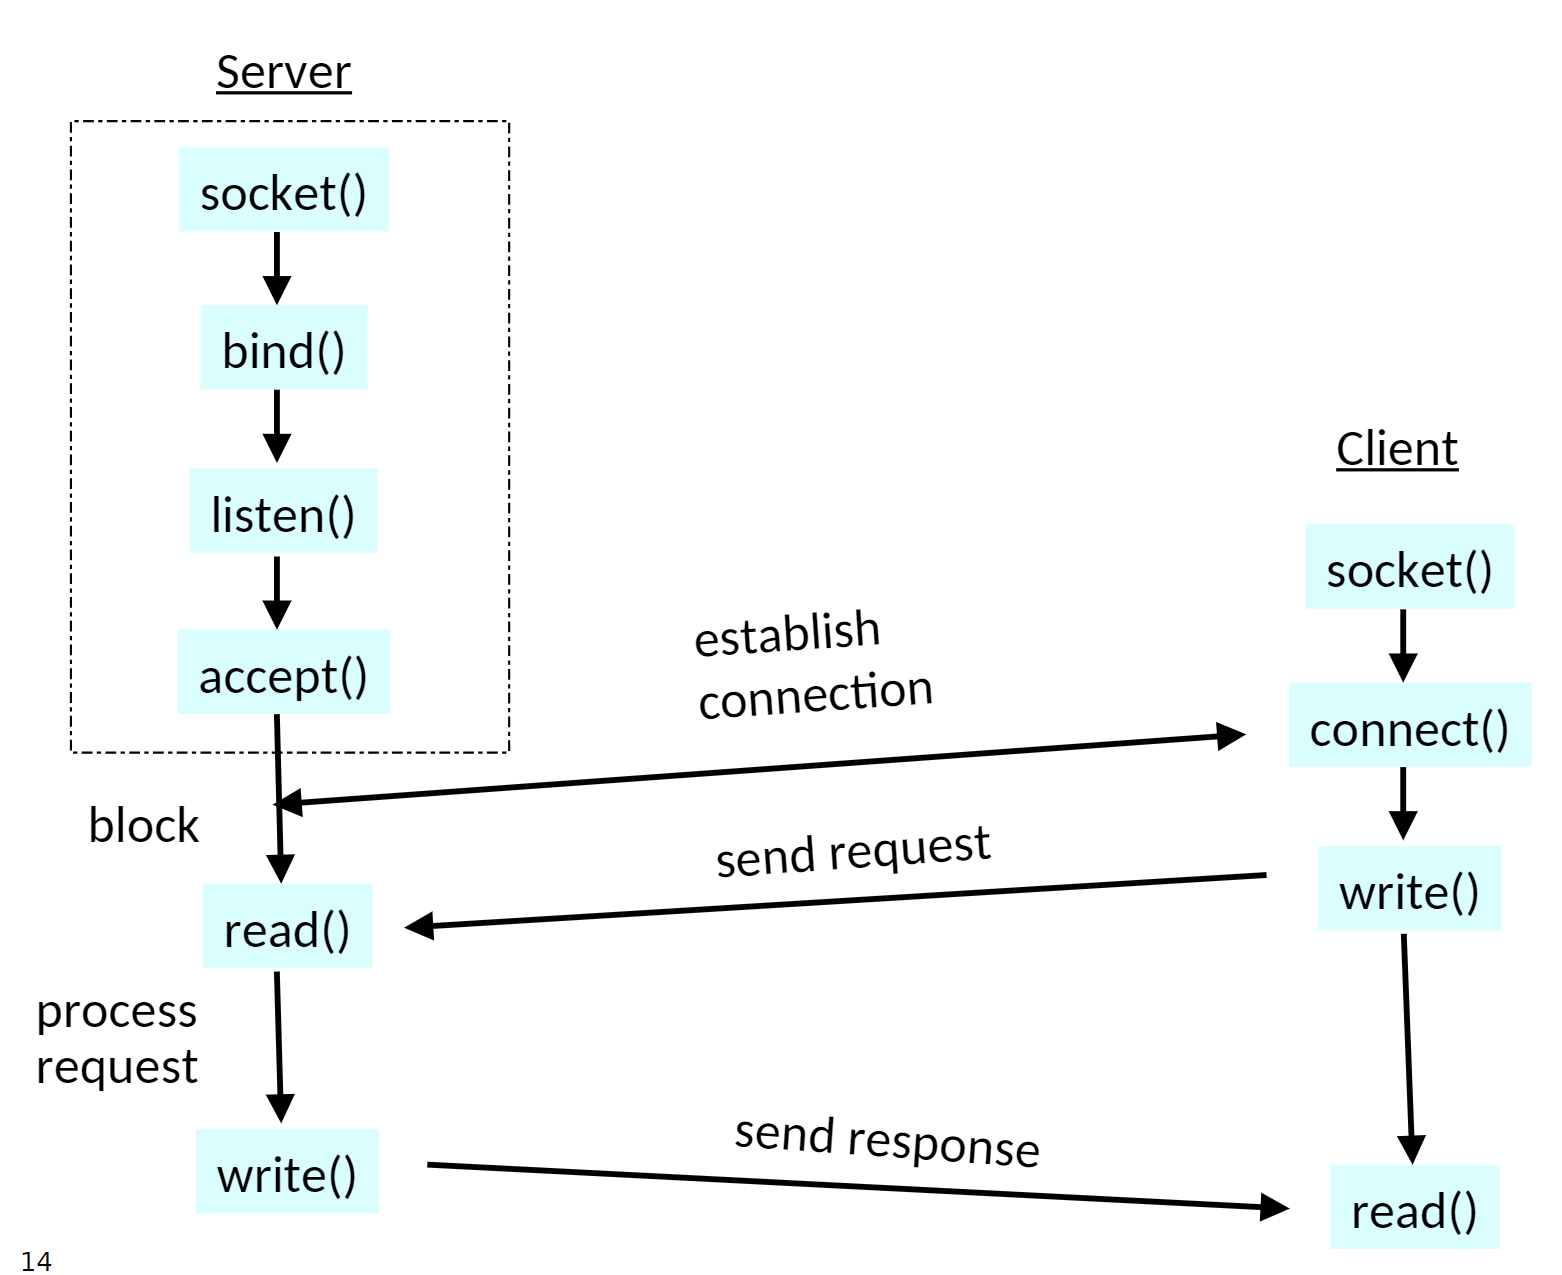 Server
socket()
bind()
listen()
accept()
block
read()
process
request
write()
establish
connection
send request
send response
Client
socket()
connect()
write()
read()
14